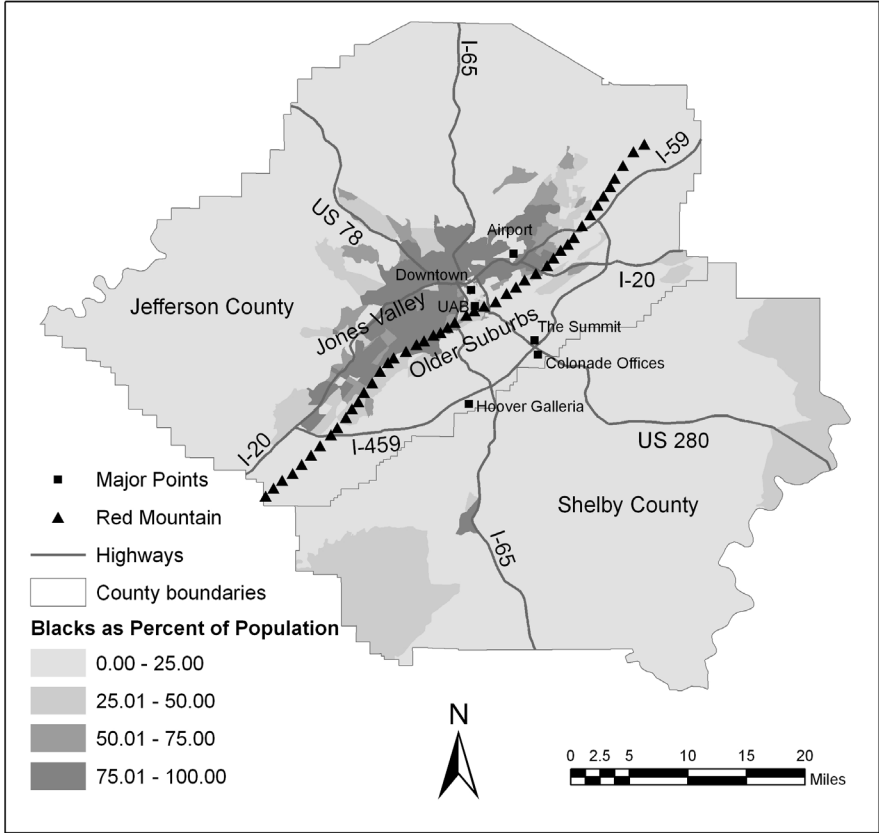 I-65
I-59
US 78
Airport
Downtown
I-20
Jefferson County
UAB
Jones Valley
Older Suburbs
The Summit
Colonade Offices
Hoover Galleria
US 280
I-20
I-459
Shelby County
I-65
Major Points
Red Mountain
Highways
County boundaries
Blacks as Percent of Population
0.00 - 25.00
25.01 - 50.00
50.01 - 75.00
75.01 - 100.00
N
0 2.5 5 10 15 20
Miles